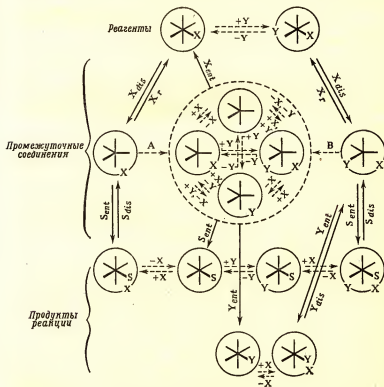 Реагенты
+Y
-Y
X
Y X
X dis
X r
X ent
X dis
X r
Промежуточные
соединения
A
B
X
+X
-X
+Y
-Y
+Y
-Y
X
Y X
Y
Y X
S ent
S dis
S ent
Y ent
Y ent
Y dis
S ent
S dis
-X
+X
+Y
-Y
+X
-X
S
X
S
S
Y
S
Y X
Продукты
реакции
Y
Y
X
+X
-X